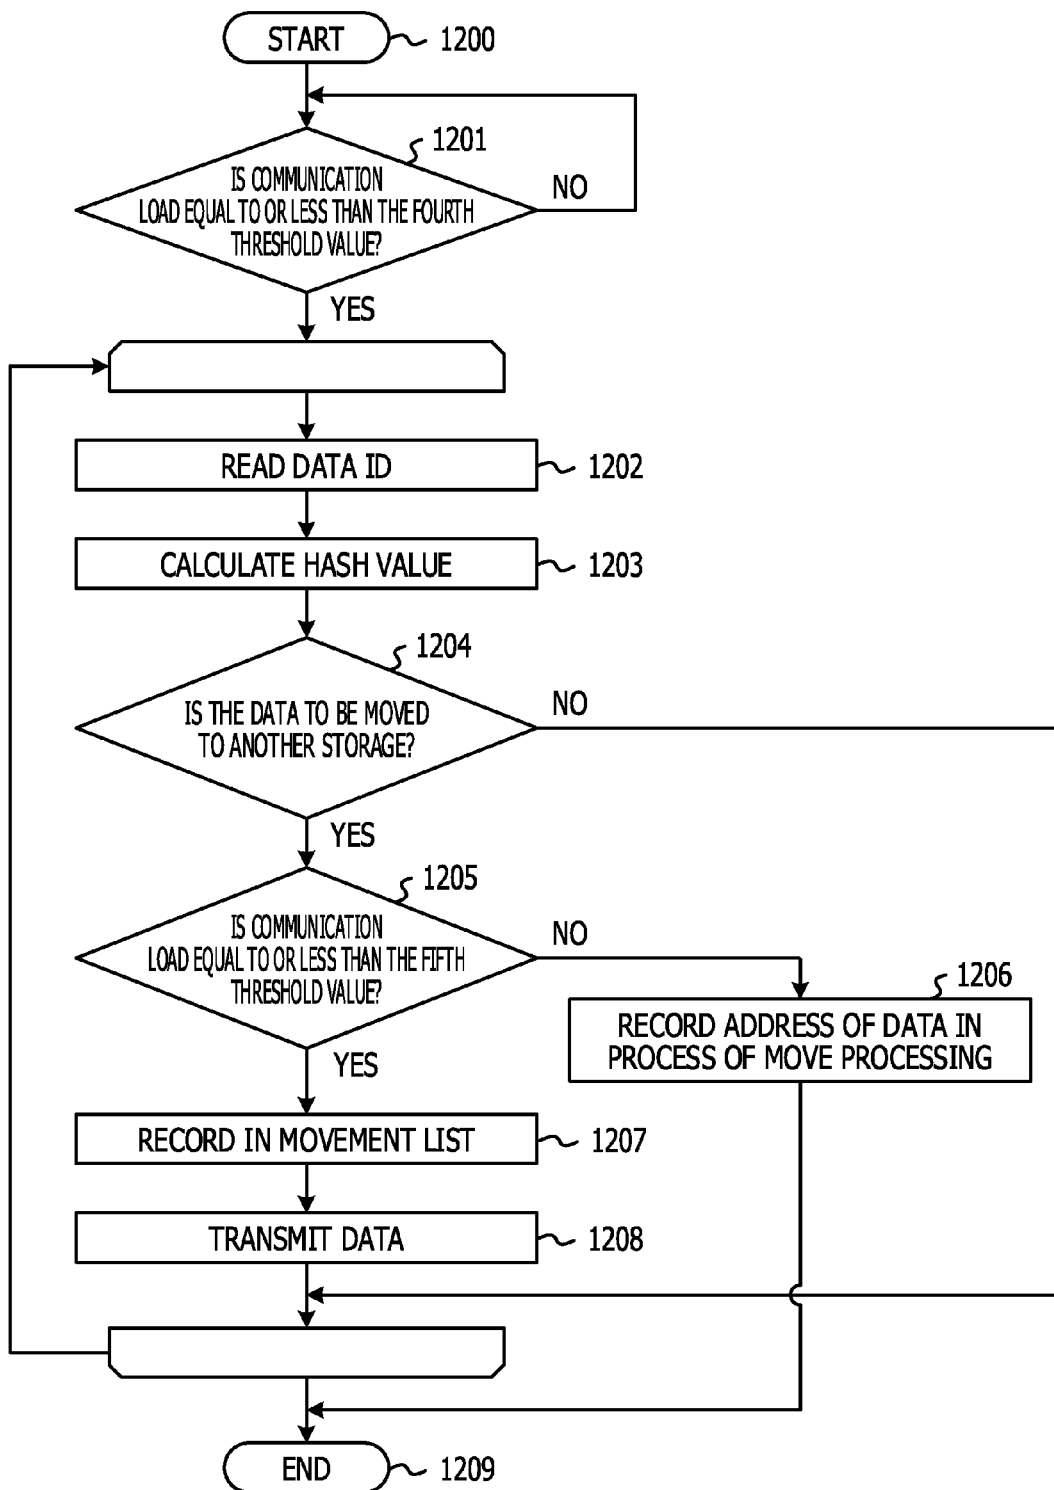 START
1200
1201
IS COMMUNICATION
LOAD EQUAL TO OR LESS THAN THE FOURTH
THRESHOLD VALUE?
NO
YES
READ DATA ID
1202
CALCULATE HASH VALUE
1203
1204
IS THE DATA TO BE MOVED
TO ANOTHER STORAGE?
NO
YES
1205
IS COMMUNICATION
LOAD EQUAL TO OR LESS THAN THE FIFTH
THRESHOLD VALUE?
NO
YES
1206
RECORD ADDRESS OF DATA IN
PROCESS OF MOVE PROCESSING
RECORD IN MOVEMENT LIST
1207
TRANSMIT DATA
1208
END
1209